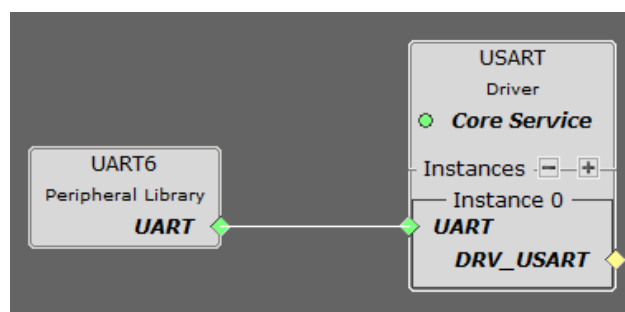 UART6
Peripheral Library
UART
USART
Driver
Core Service
Instances - +
Instance 0
UART
DRV_USART